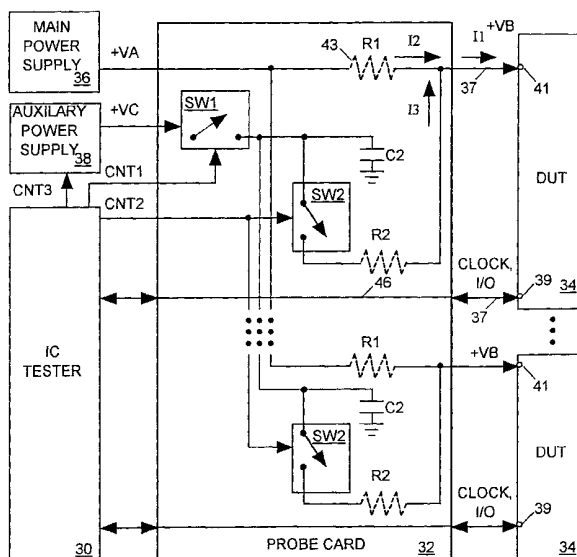 MAIN
POWER
SUPPLY 36
+VA
43
R1
I2
I1
+VB
37
41
I3
AUXILARY
POWER
SUPPLY 38
+VC
SW1
CNT1
CNT3
CNT2
C2
SW2
R2
DUT
46
CLOCK,
I/O
37
39
34
IC
TESTER
30
R1
+VB
41
C2
SW2
R2
DUT
CLOCK,
I/O
39
PROBE CARD
32
34